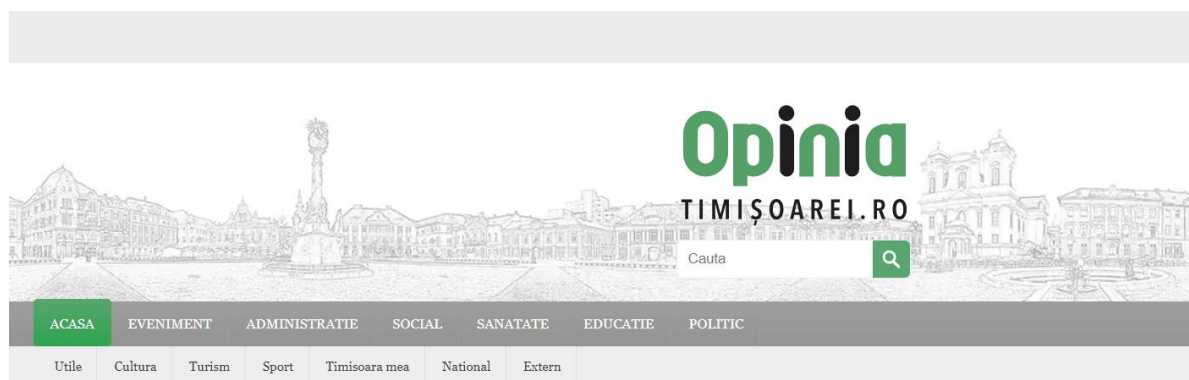 Opinia
TIMIȘOAREI.RO
Cauta
ACASA EVENIMENT ADMINISTRATIE SOCIAL SANATATE EDUCATIE POLITIC
Utile Cultura Turism Sport Timisoara mea National Extern